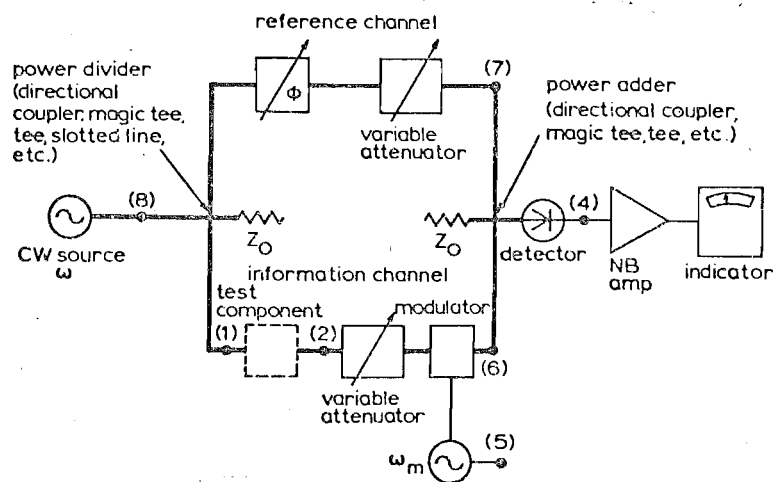 reference channel
power divider
(directional
coupler, magic tee,
tee, slotted line,
etc.)
Φ
variable
attenuator
(7)
power adder
(directional coupler,
magic tee, tee, etc.)
(8)
CW source
ω
Z₀
Z₀
(4)
detector
NB
amp
indicator
information channel
test
component
(1)
(2)
modulator
variable
attenuator
(6)
ωm
(5)